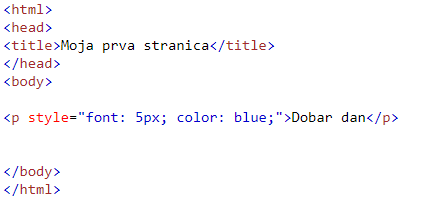 <html>
<head>
<title>Moja prva stranica</title>
</head>
<body>
<p style="font: 5px; color: blue;">Dobar dan</p>
</body>
</html>